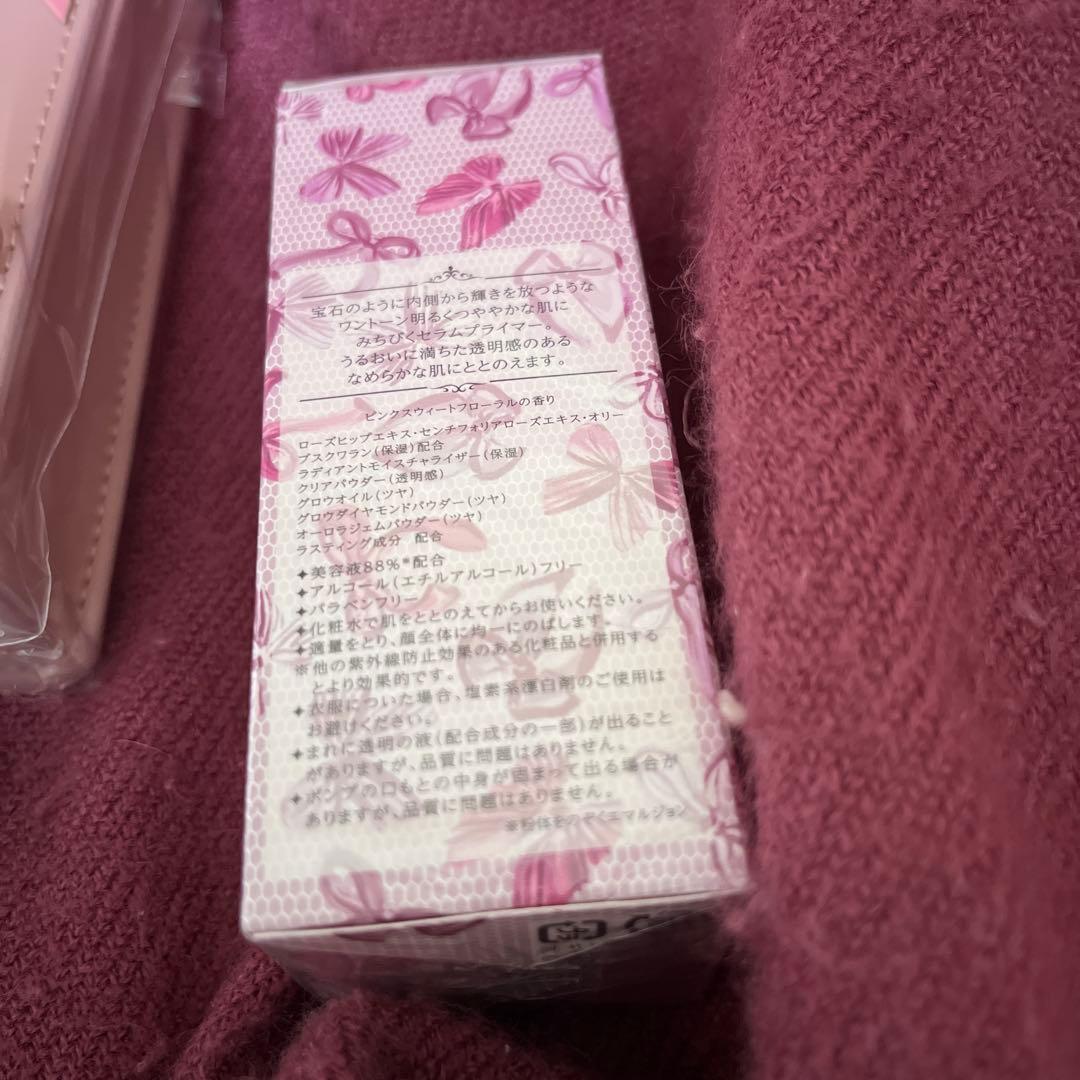 宝石のように内側から輝きを放つような
ワントーン明るくつややかな肌に
みちびくセラムプライマー。
うるおいに満ちた透明感のある
なめらかな肌にととのえます。
ピンクスウィートフローラルの香り
ローズヒップエキス・センチフォリアローズエキス・オリー
ブスクワラン(保湿)配合
ラディアントモイスチャライザー(保湿)
クリアパウダー(透明感)
グロウオイル(ツヤ)
グロウダイヤモンドパウダー(ツヤ)
オーロラジェムパウダー(ツヤ)
ラスティング成分 配合
✦美容液88%*配合
✦アルコール(エチルアルコール)フリー
✦パラベンフリー
✦化粧水で肌をととのえてからお使いください。
✦適量をとり、顔全体に均一にのばします。
※他の紫外線防止効果のある化粧品と併用する
とより効果的です。
✦衣服についた場合、塩素系漂白剤のご使用は
お避けください。
✦まれに透明の液(配合成分の一部)が出ること
がありますが、品質に問題はありません。
✦ポンプの口もとの中身が固まって出る場合が
ありますが、品質に問題はありません。
※粉体をのぞくエマルジョン